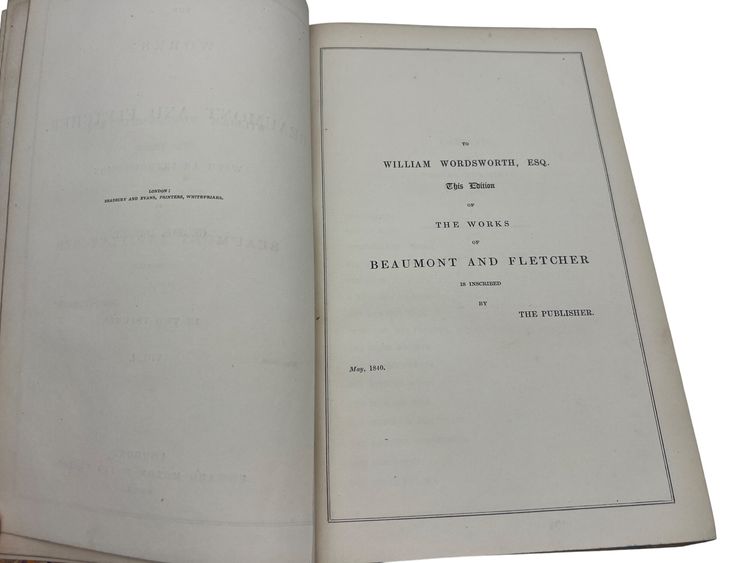 LONDON:
BRADBURY AND EVANS, PRINTERS, WHITEFRIARS.
TO
WILLIAM WORDSWORTH, ESQ.
This Edition
OF
THE WORKS
OF
BEAUMONT AND FLETCHER
IS INSCRIBED
BY
THE PUBLISHER.
May, 1840.